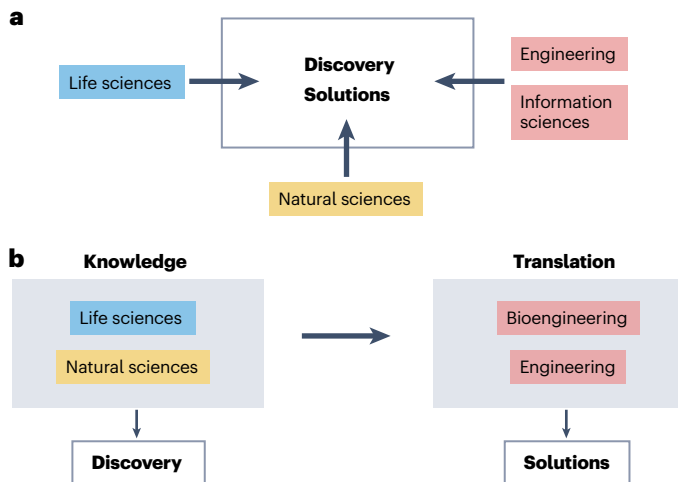 a
Discovery
Solutions
Life sciences
Engineering
Information
sciences
Natural sciences
b
Knowledge
Life sciences
Natural sciences
Discovery
Translation
Bioengineering
Engineering
Solutions